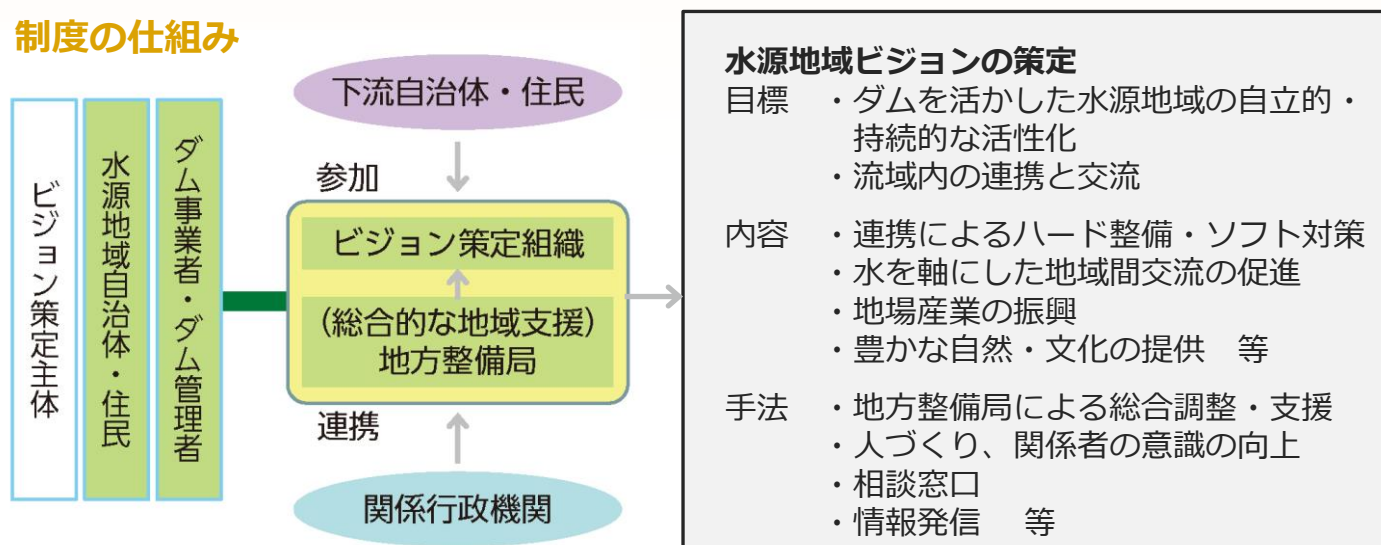 制度の仕組み
ビジョン策定主体
水源地域自治体・住民
ダム事業者・ダム管理者
下流自治体・住民
参加
ビジョン策定組織
(総合的な地域支援)
地方整備局
連携
関係行政機関
水源地域ビジョンの策定
目標　・ダムを活かした水源地域の自立的・
持続的な活性化
・流域内の連携と交流
内容　・連携によるハード整備・ソフト対策
・水を軸にした地域間交流の促進
・地場産業の振興
・豊かな自然・文化の提供　等
手法　・地方整備局による総合調整・支援
・人づくり、関係者の意識の向上
・相談窓口
・情報発信　等